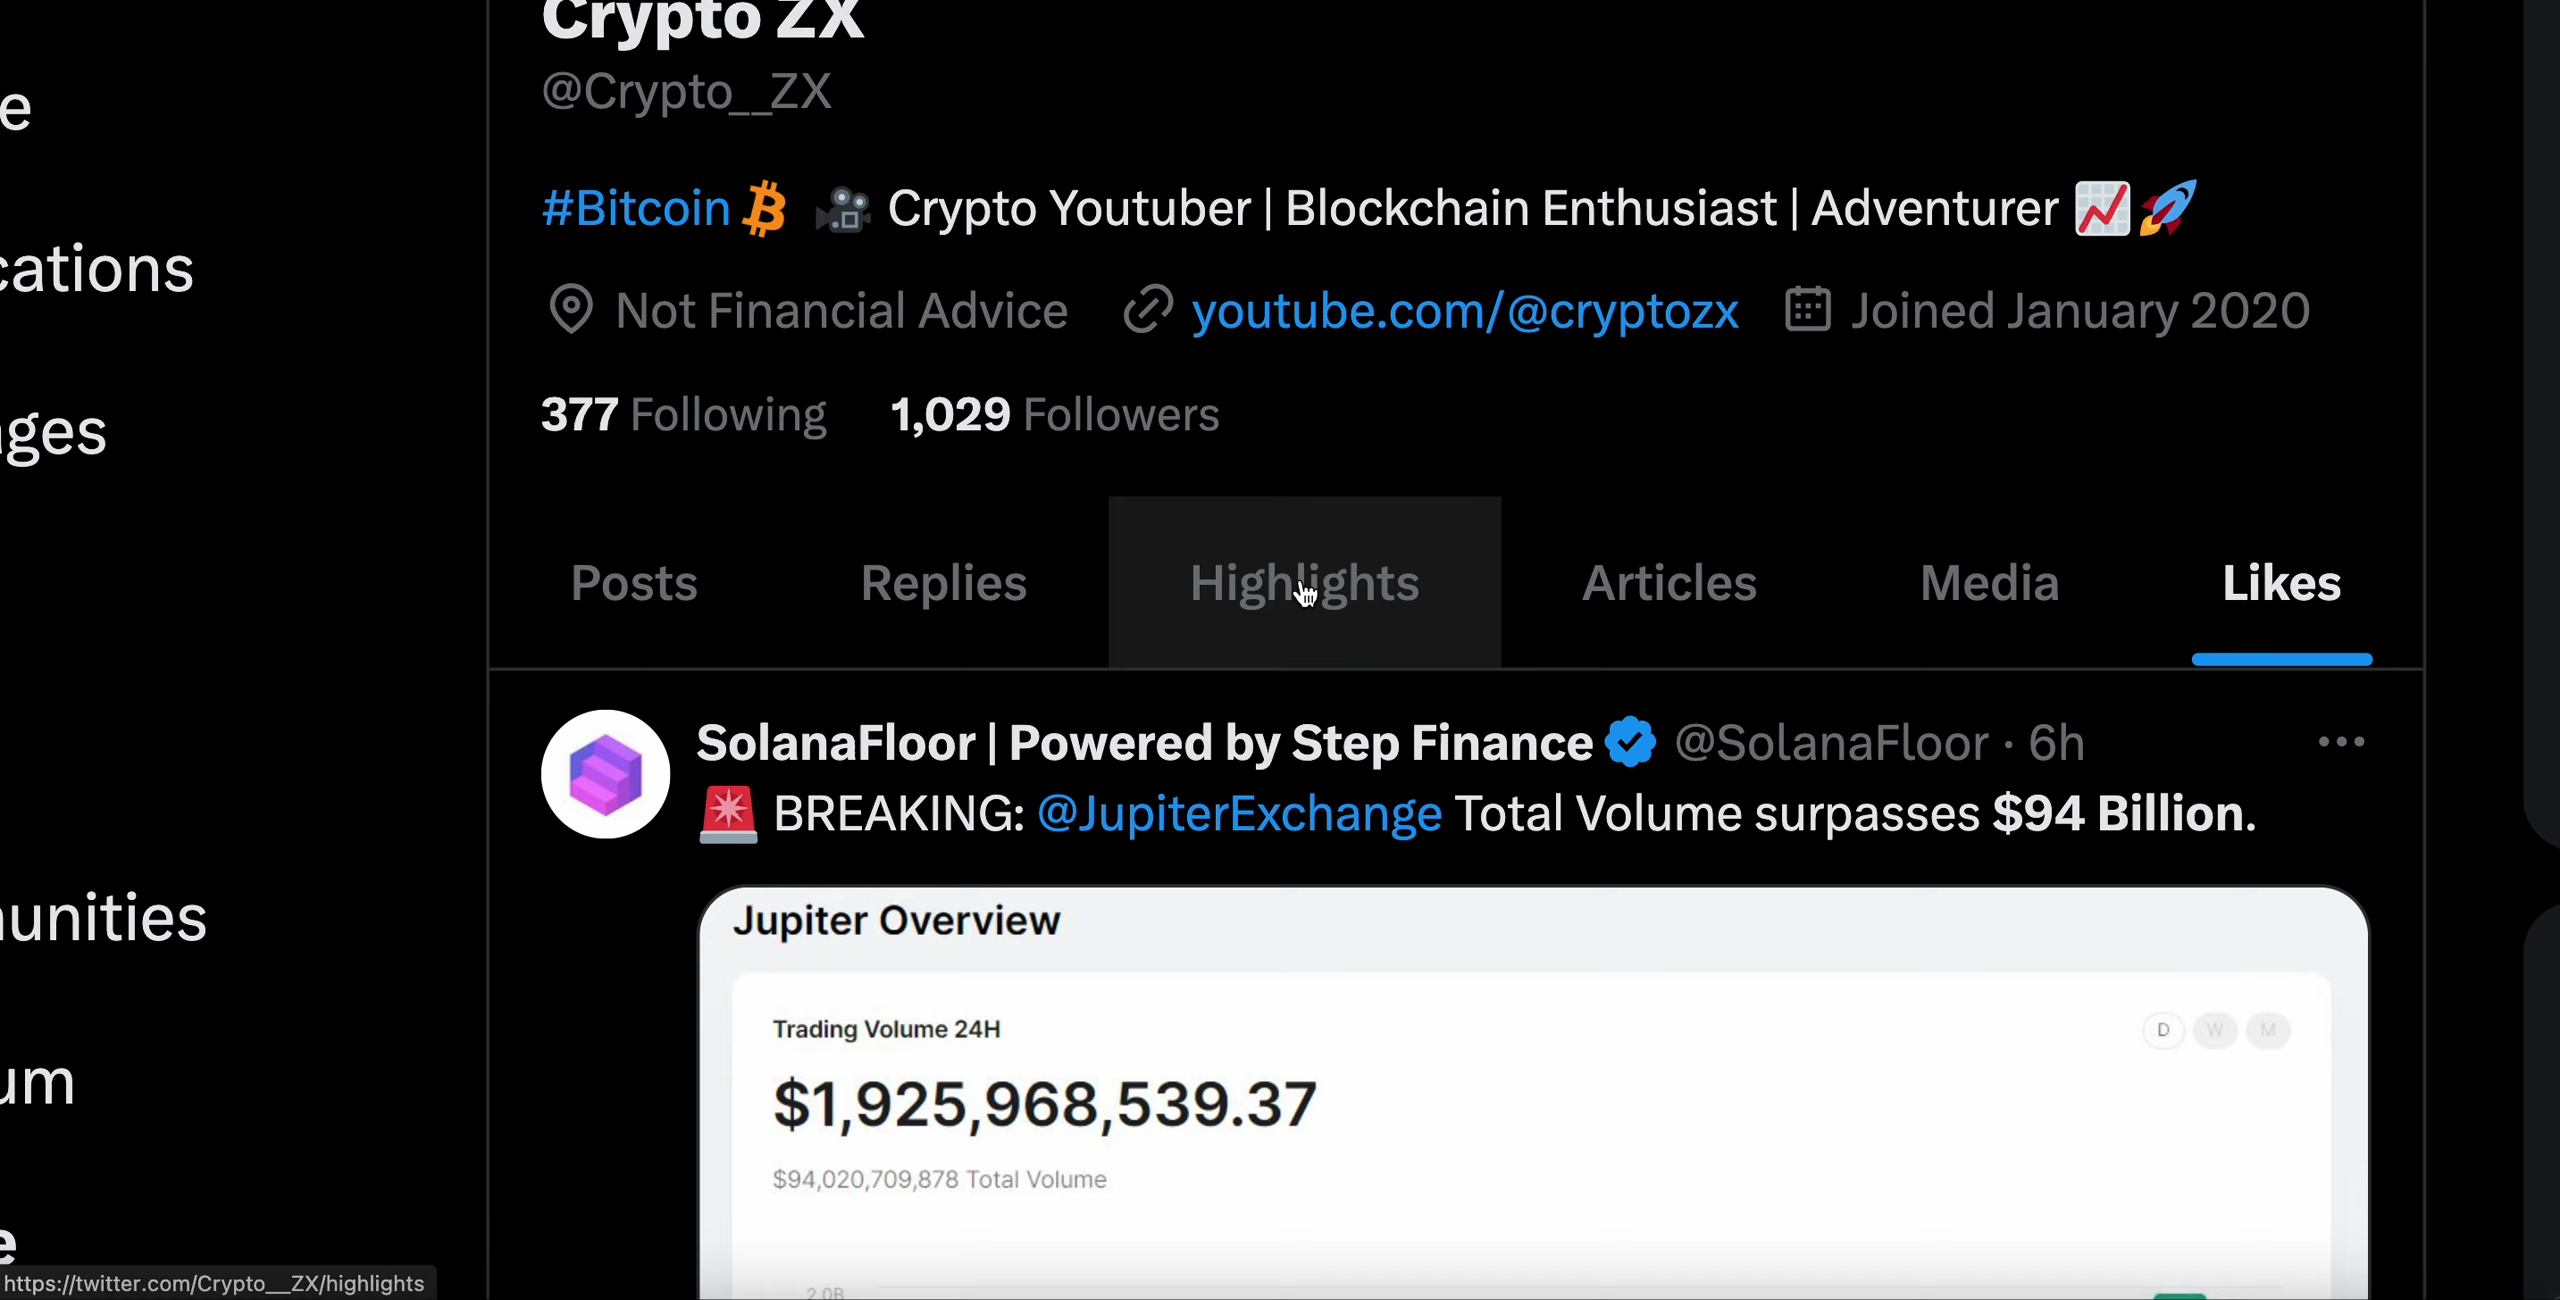 Crypto ZX
@Crypto__ZX
e
#Bitcoin Crypto Youtuber | Blockchain Enthusiast | Adventurer
cations
Not Financial Advice youtube.com/@cryptozx Joined January 2020
377 Following 1,029 Followers
ages
Posts Replies Highlights Articles Media Likes
SolanaFloor | Powered by Step Finance @SolanaFloor · 6h
BREAKING: @JupiterExchange Total Volume surpasses $94 Billion.
Jupiter Overview
unities
Trading Volume 24H D W M
$1,925,968,539.37
um
$94,020,709,878 Total Volume
e
https://twitter.com/Crypto__ZX/highlights
2.0B